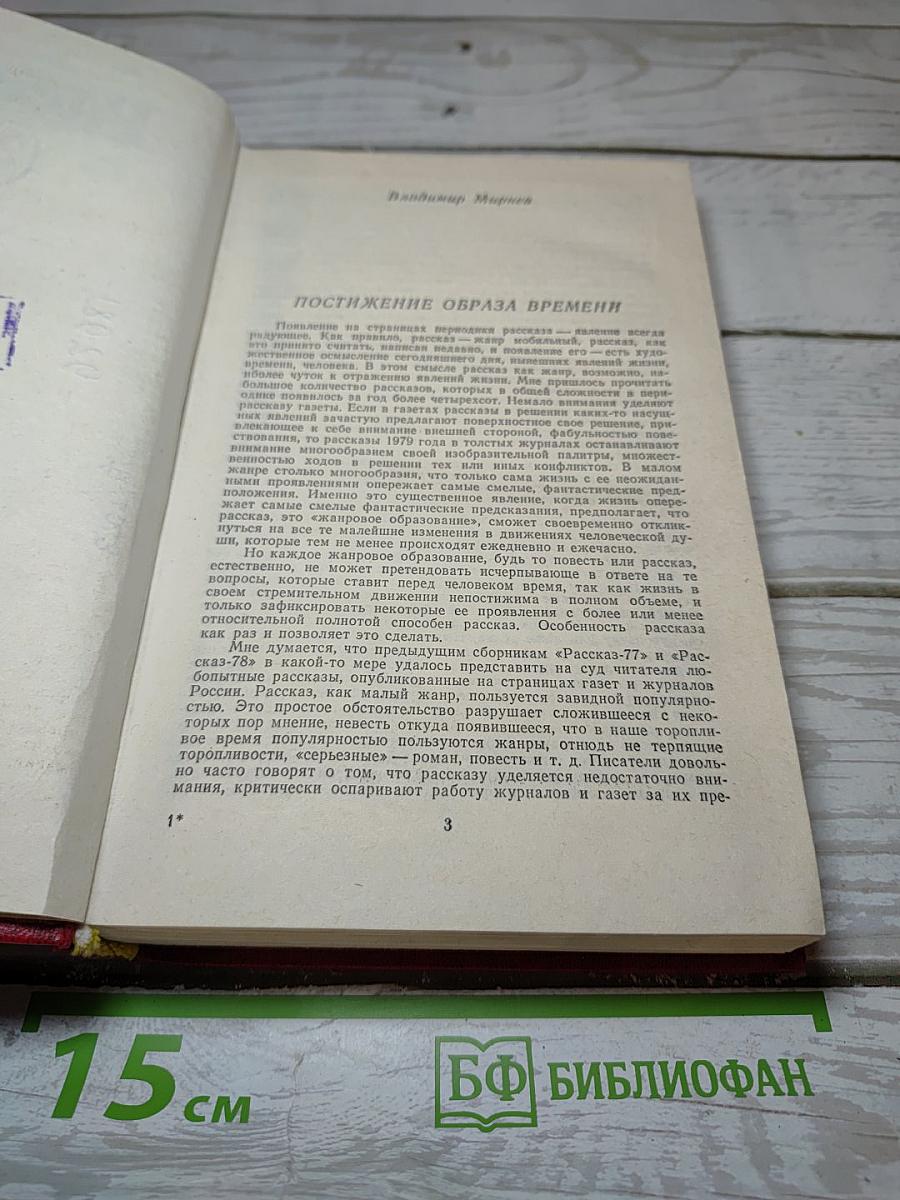 Владимир Мирнев
ПОСТИЖЕНИЕ ОБРАЗА ВРЕМЕНИ
Появление на страницах периодики рассказа — явление всегда
радующее. Как правило, рассказ — жанр мобильный, рассказ, как
это принято считать, написан недавно, и появление его — есть худо-
жественное осмысление сегодняшнего дня, нынешних явлений жизни,
времени, человека. В этом смысле рассказ как жанр, возможно, на-
иболее чуток к отражению явлений жизни. Мне пришлось прочитать
большое количество рассказов, которых в общей сложности в пери-
одике появилось за год более четырехсот. Немало внимания уделяют
рассказу газеты. Если в газетах рассказы в решении каких-то насущ-
ных явлений зачастую предлагают поверхностное свое решение, при-
влекающее к себе внимание внешней стороной, фабульностью пове-
ствования, то рассказы 1979 года в толстых журналах останавливают
внимание многообразием своей изобразительной палитры, множест-
венностью ходов в решении тех или иных конфликтов. В малом
жанре столько многообразия, что только сама жизнь с ее неожидан-
ными проявлениями опережает самые смелые, фантастические пред-
положения. Именно это существенное явление, когда жизнь опере-
жает самые смелые фантастические предсказания, предполагает, что
рассказ, это «жанровое образование», сможет своевременно отклик-
нуться на все те малейшие изменения в движениях человеческой ду-
ши, которые тем не менее происходят ежедневно и ежечасно.
Но каждое жанровое образование, будь то повесть или рассказ,
естественно, не может претендовать исчерпывающе в ответе на те
вопросы, которые ставит перед человеком время, так как жизнь в
своем стремительном движении непостижима в полном объеме, и
только зафиксировать некоторые ее проявления с более или менее
относительной полнотой способен рассказ. Особенность рассказа
как раз и позволяет это сделать.
Мне думается, что предыдущим сборникам «Рассказ-77» и «Рас-
сказ-78» в какой-то мере удалось представить на суд читателя лю-
бопытные рассказы, опубликованные на страницах газет и журналов
России. Рассказ, как малый жанр, пользуется завидной популярно-
стью. Это простое обстоятельство разрушает сложившееся с неко-
торых пор мнение, невесть откуда появившееся, что в наше торопли-
вое время популярностью пользуются жанры, отнюдь не терпящие
торопливости, «серьезные» — роман, повесть и т. д. Писатели доволь-
но часто говорят о том, что рассказу уделяется недостаточно вни-
мания, критически оспаривают работу журналов и газет за их пре-
1*
3
15 см
БФ БИБЛИОФАН